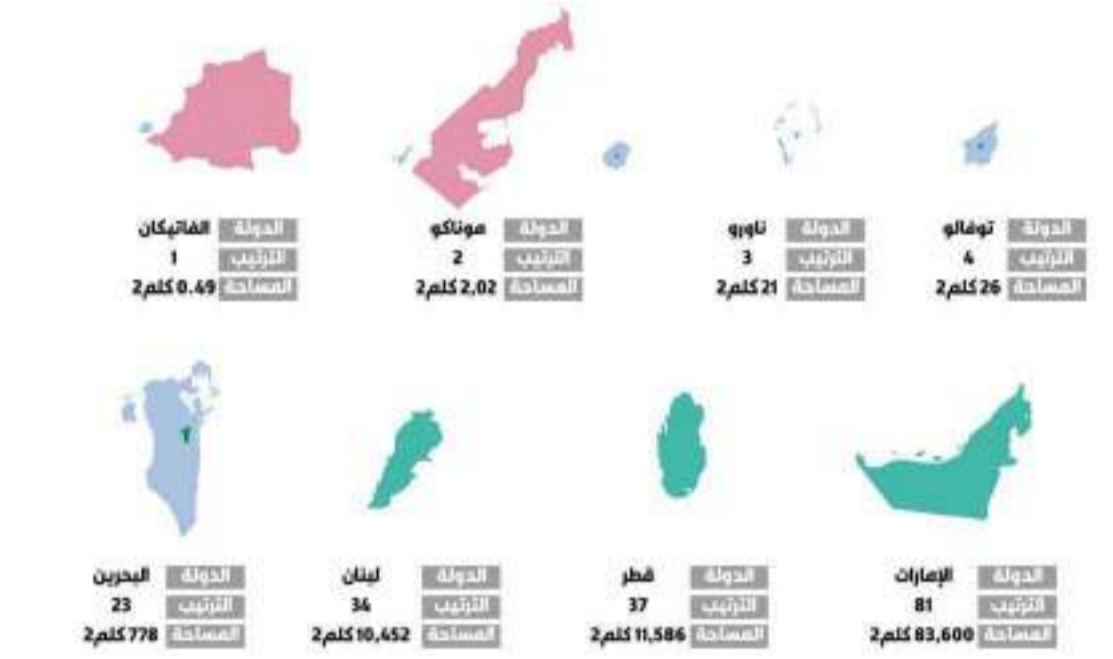 الدولة توفالو
الترتيب 4
المساحة 26 كلم2
الدولة ناورو
الترتيب 3
المساحة 21 كلم2
الدولة موناكو
الترتيب 2
المساحة 2,02 كلم2
الدولة الفاتيكان
الترتيب 1
المساحة 0.49 كلم2
الدولة الإمارات
الترتيب 81
المساحة 83,600 كلم2
الدولة قطر
الترتيب 37
المساحة 11,586 كلم2
الدولة لبنان
الترتيب 34
المساحة 10,452 كلم2
الدولة البحرين
الترتيب 23
المساحة 778 كلم2